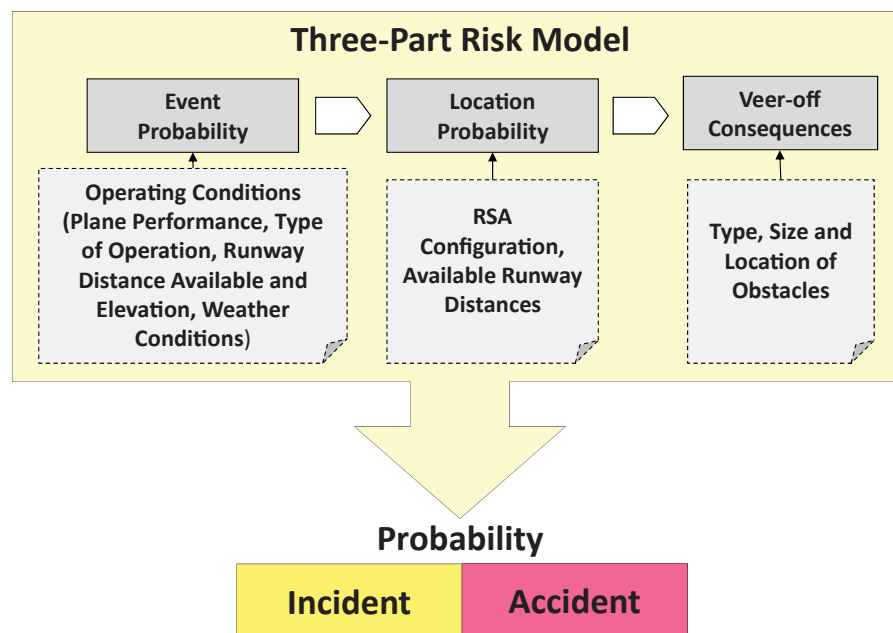 Three-Part Risk Model
Event
Probability
Location
Probability
Veer-off
Consequences
Operating Conditions
(Plane Performance, Type
of Operation, Runway
Distance Available and
Elevation, Weather
Conditions)
RSA
Configuration,
Available Runway
Distances
Type, Size and
Location of
Obstacles
Probability
Incident
Accident